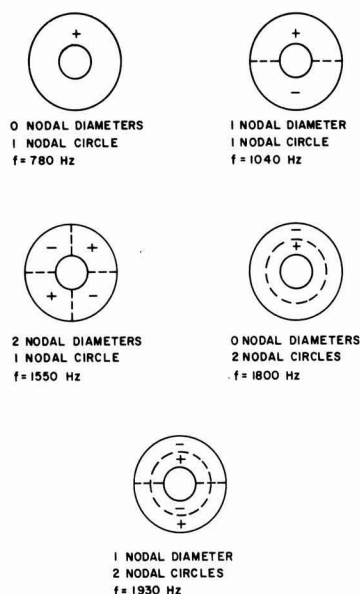 +
0 NODAL DIAMETERS
1 NODAL CIRCLE
f = 780 Hz
+
−
1 NODAL DIAMETER
1 NODAL CIRCLE
f = 1040 Hz
− +
+ −
2 NODAL DIAMETERS
1 NODAL CIRCLE
f = 1550 Hz
−
+
0 NODAL DIAMETERS
2 NODAL CIRCLES
f = 1800 Hz
−
+
−
+
1 NODAL DIAMETER
2 NODAL CIRCLES
f = 1930 Hz